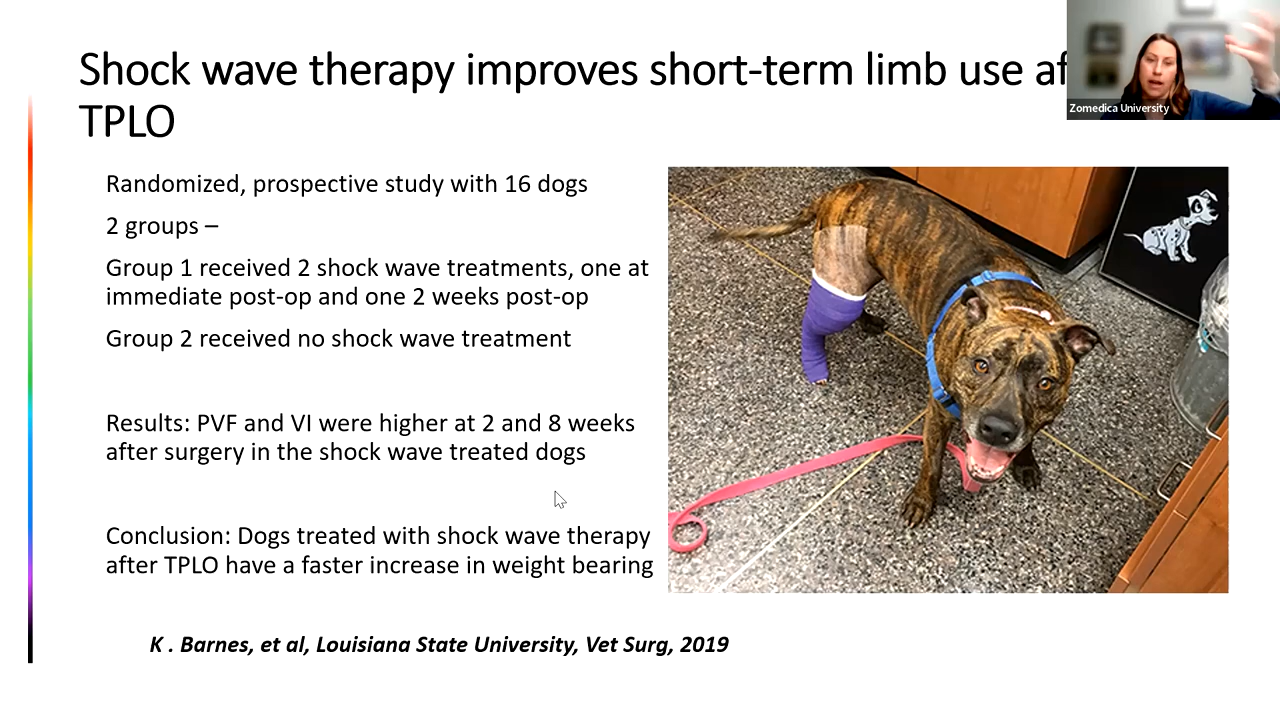 Shock wave therapy improves short-term limb use af
TPLO
Zomedica University
Randomized, prospective study with 16 dogs
2 groups –
Group 1 received 2 shock wave treatments, one at
immediate post-op and one 2 weeks post-op
Group 2 received no shock wave treatment
Results: PVF and VI were higher at 2 and 8 weeks
after surgery in the shock wave treated dogs
Conclusion: Dogs treated with shock wave therapy
after TPLO have a faster increase in weight bearing
K . Barnes, et al, Louisiana State University, Vet Surg, 2019